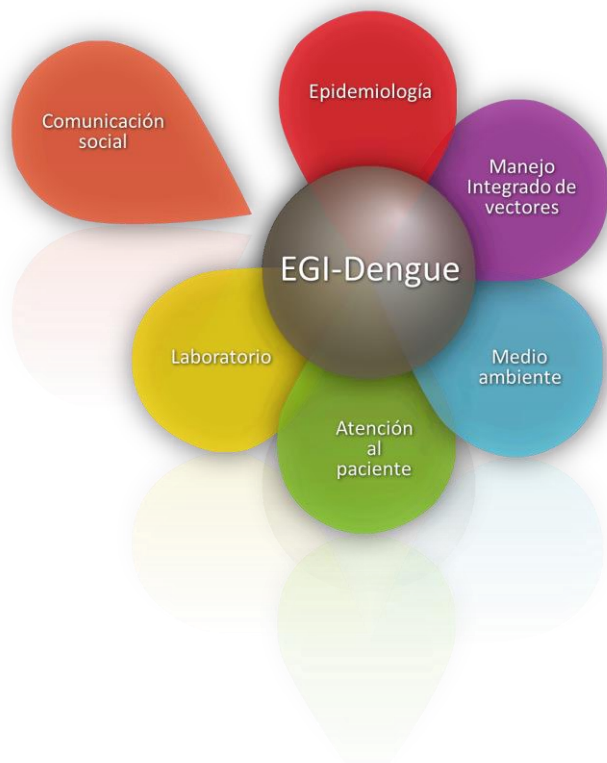 Epidemiología
Comunicación
social
Manejo
Integrado de
vectores
EGI-Dengue
Laboratorio
Medio
ambiente
Atención
al
paciente